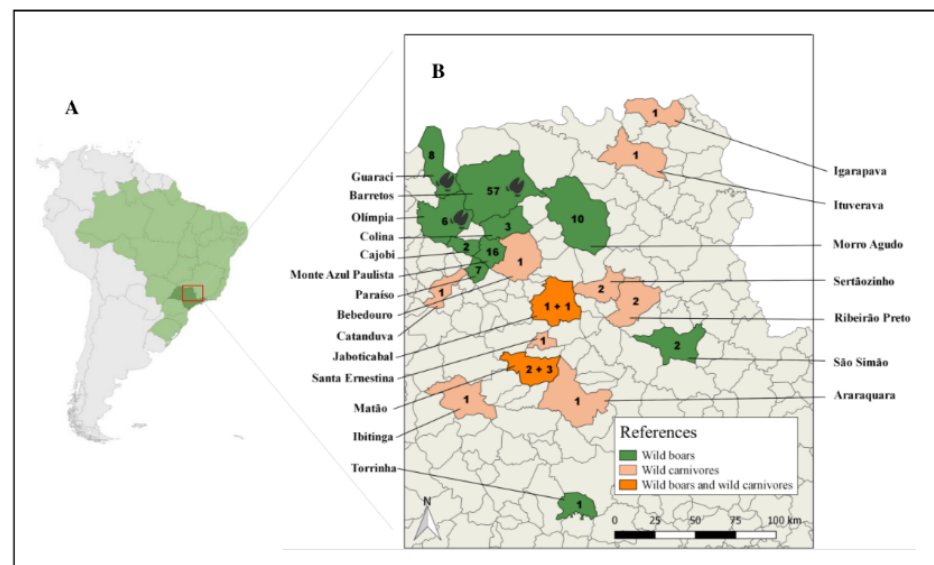 A
B
Guaraci
Barretos
Olímpia
Colina
Cajobi
Monte Azul Paulista
Paraíso
Bebedouro
Catanduva
Jaboticabal
Santa Ernestina
Matão
Ibitinga
Torrinha
8
57
6
3
2
16
7
1
1
10
1
1
1 + 1
2
2
1
2
2 + 3
1
1
1
Igarapava
Ituverava
Morro Agudo
Sertãozinho
Ribeirão Preto
São Simão
Araraquara
References
Wild boars
Wild carnivores
Wild boars and wild carnivores
N
0 25 50 75 100 km